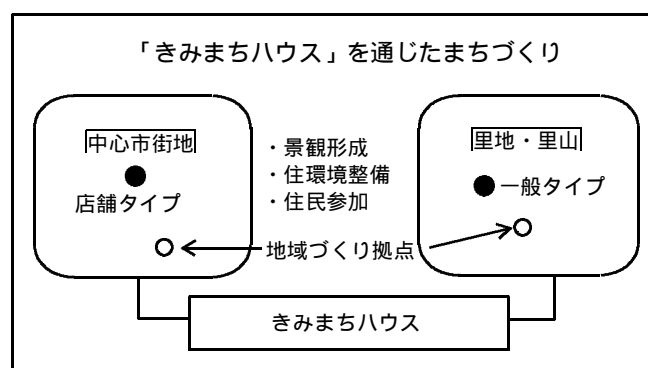 「きみまちハウス」を通じたまちづくり
中心市街地
店舗タイプ
・景観形成
・住環境整備
・住民参加
里地・里山
一般タイプ
地域づくり拠点
きみまちハウス